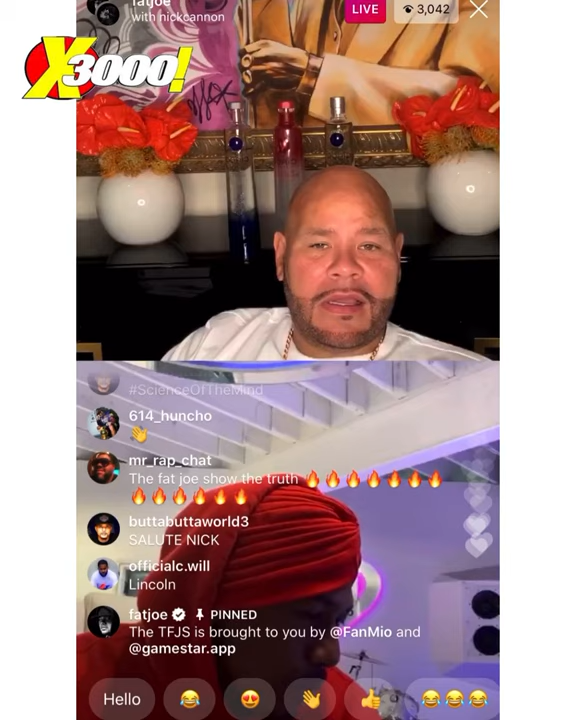 fatjoe
with nickcannon
LIVE
3,042
X3000!
#ScienceOfTheMind
614_huncho
👋
mr_rap_chat
The fat joe show the truth 🔥🔥🔥🔥🔥🔥🔥
🔥🔥🔥🔥🔥🔥
buttabuttaworld3
SALUTE NICK
officialc.will
Lincoln
fatjoe PINNED
The TFJS is brought to you by @FanMio and
@gamestar.app
Hello 😂 😍 👋 👍 😂😂😂